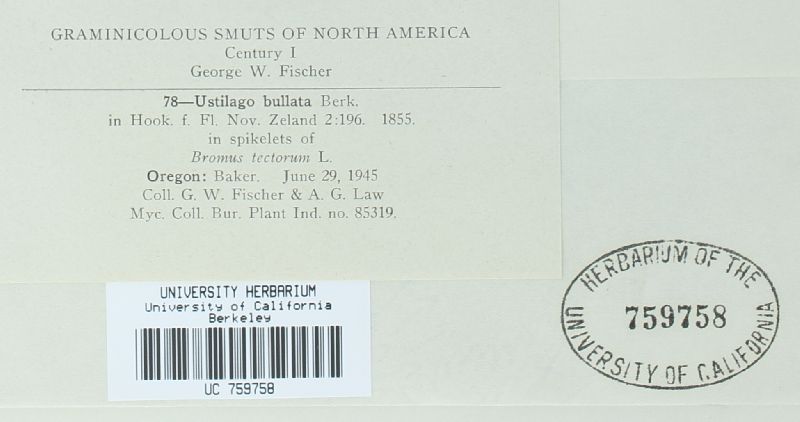 GRAMINICOLOUS SMUTS OF NORTH AMERICA
Century I
George W. Fischer
78—Ustilago bullata Berk.
in Hook. f. Fl. Nov. Zeland 2:196. 1855.
in spikelets of
Bromus tectorum L.
Oregon: Baker. June 29, 1945
Coll. G. W. Fischer & A. G. Law
Myc. Coll. Bur. Plant Ind. no. 85319.
UNIVERSITY HERBARIUM
University of California
Berkeley
UC 759758
HERBARIUM OF THE
759758
UNIVERSITY OF CALIFORNIA